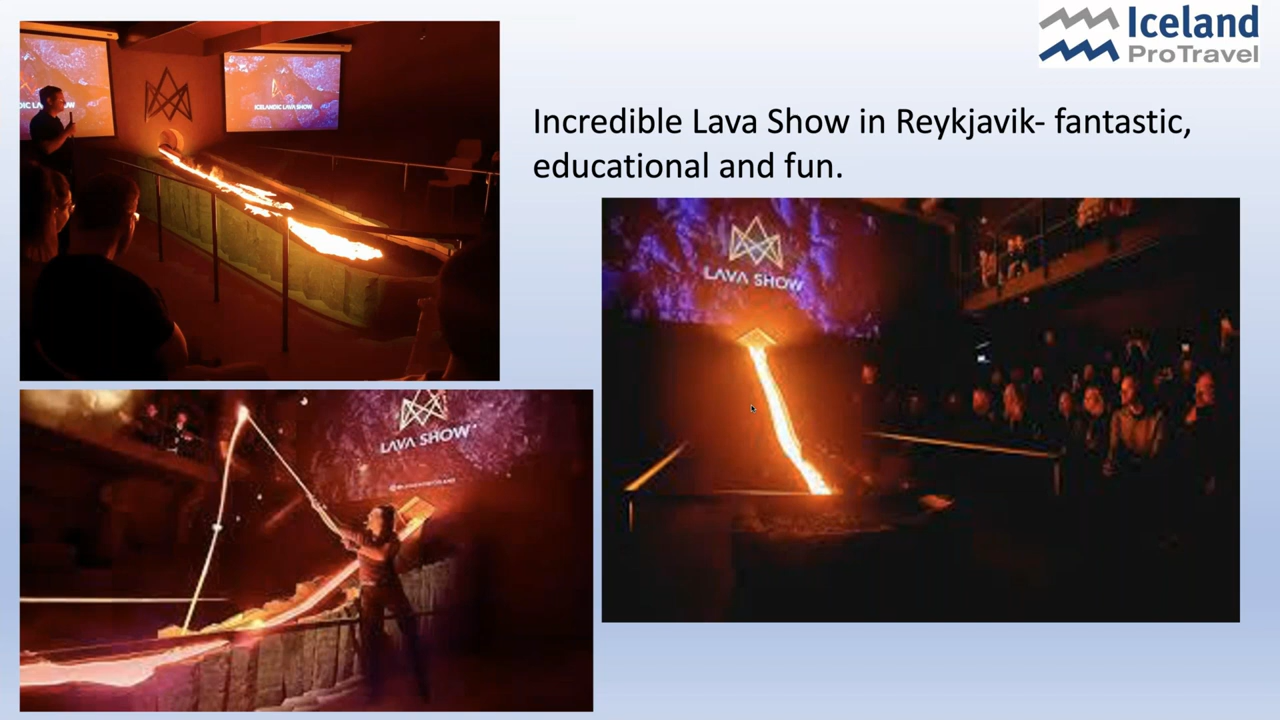 Iceland
ProTravel
Incredible Lava Show in Reykjavik- fantastic,
educational and fun.
ICELANDIC LAVA SHOW
LAVA SHOW
LAVA SHOW